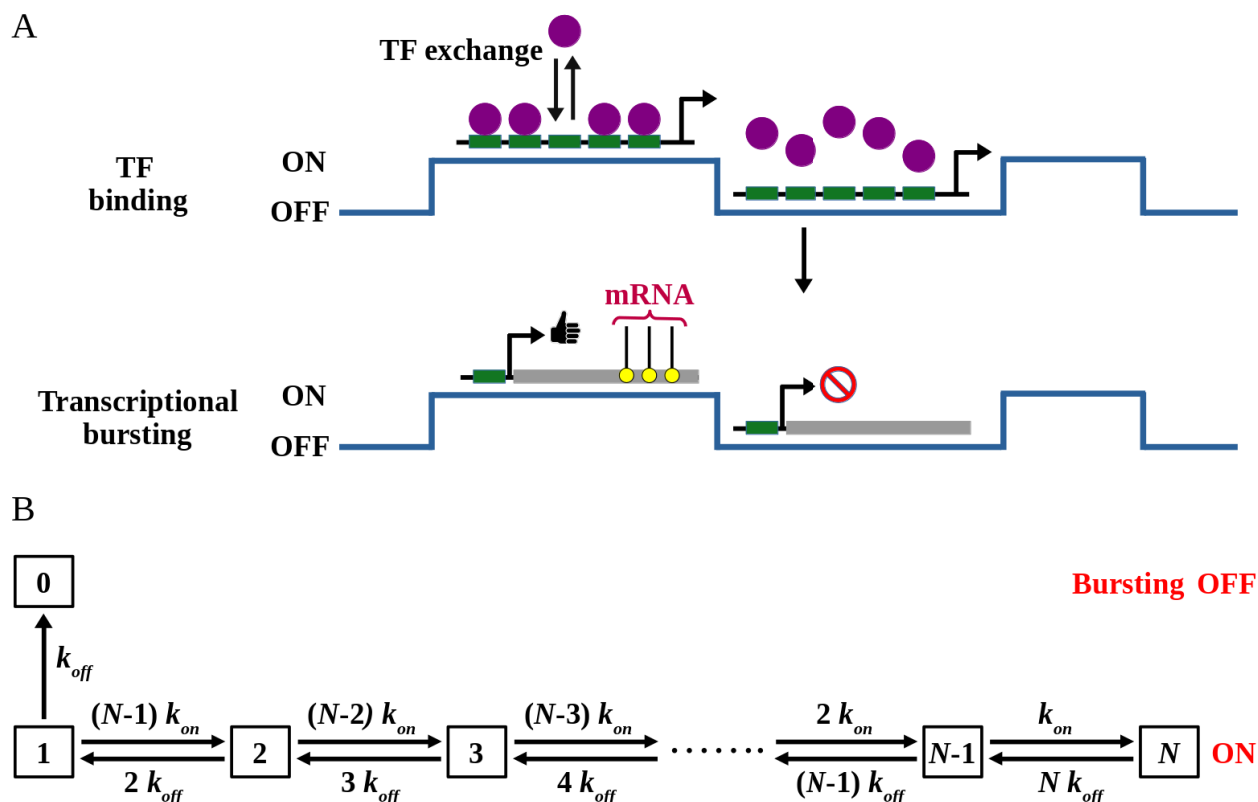 A
TF exchange
TF
binding
ON
OFF
mRNA
Transcriptional
bursting
ON
OFF
B
0
Bursting OFF
k_off
(N-1) k_on
(N-2) k_on
(N-3) k_on
2 k_on
k_on
1
2
3
.......
N-1
N
ON
2 k_off
3 k_off
4 k_off
(N-1) k_off
N k_off